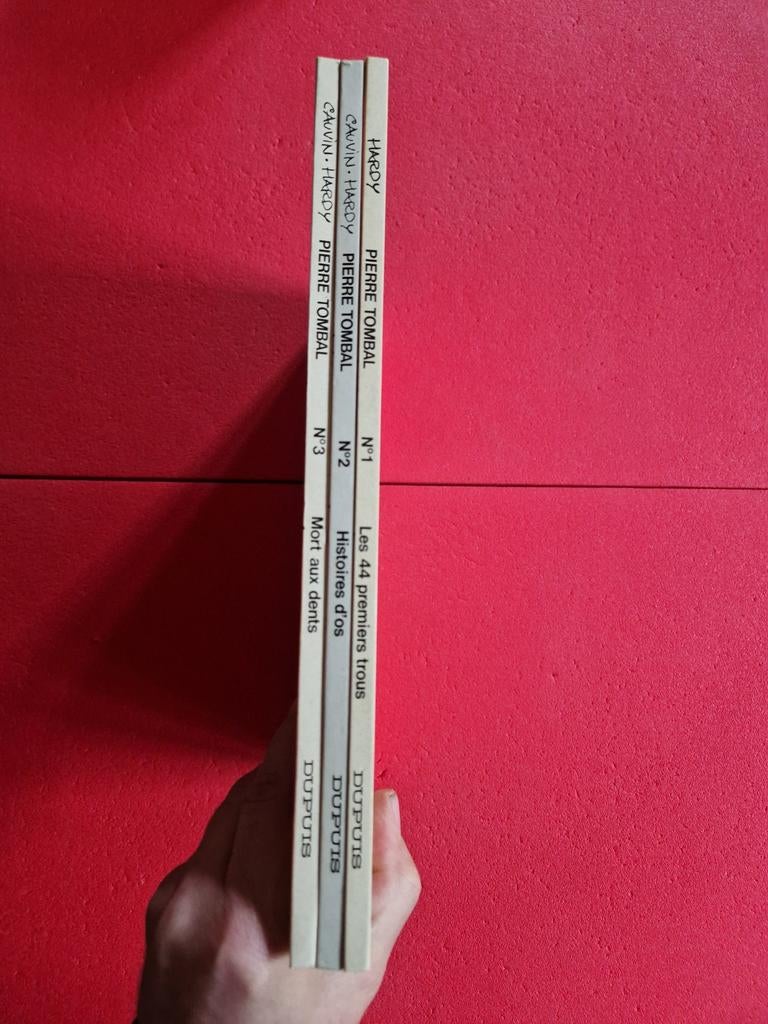 HARDY PIERRE TOMBAL N°1 Les 44 premiers trous DUPUIS
CAUVIN · HARDY PIERRE TOMBAL N°2 Histoires d'os DUPUIS
CAUVIN · HARDY PIERRE TOMBAL N°3 Mort aux dents DUPUIS